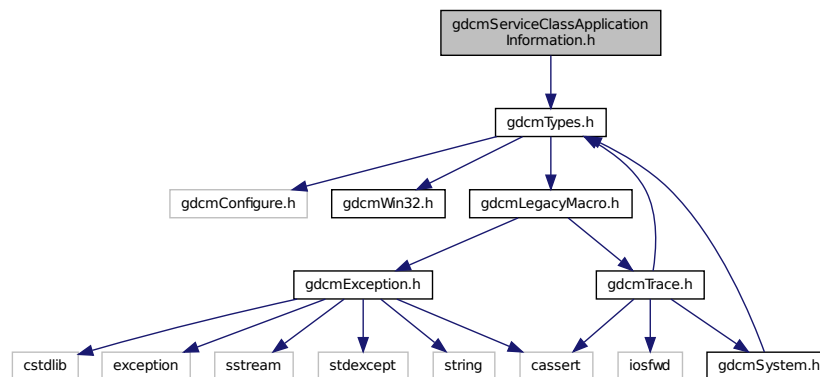 gdcmServiceClassApplication
Information.h
gdcmTypes.h
gdcmConfigure.h
gdcmWin32.h
gdcmLegacyMacro.h
gdcmException.h
gdcmTrace.h
cstdlib
exception
sstream
stdexcept
string
cassert
iosfwd
gdcmSystem.h